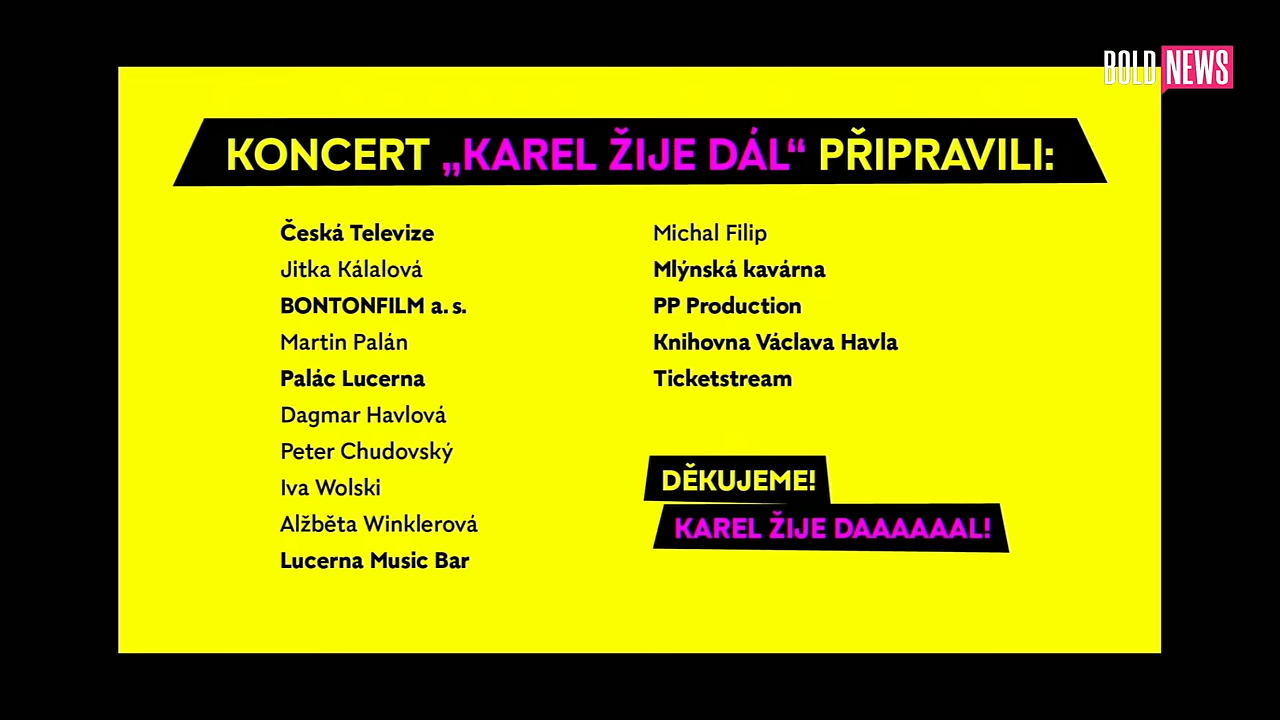 BOLD NEWS
KONCERT „KAREL ŽIJE DÁL“ PŘIPRAVILI:
Česká Televize
Jitka Kálalová
BONTONFILM a. s.
Martin Palán
Palác Lucerna
Dagmar Havlová
Peter Chudovský
Iva Wolski
Alžběta Winklerová
Lucerna Music Bar
Michal Filip
Mlýnská kavárna
PP Production
Knihovna Václava Havla
Ticketstream
DĚKUJEME!
KAREL ŽIJE DAAAAAAL!